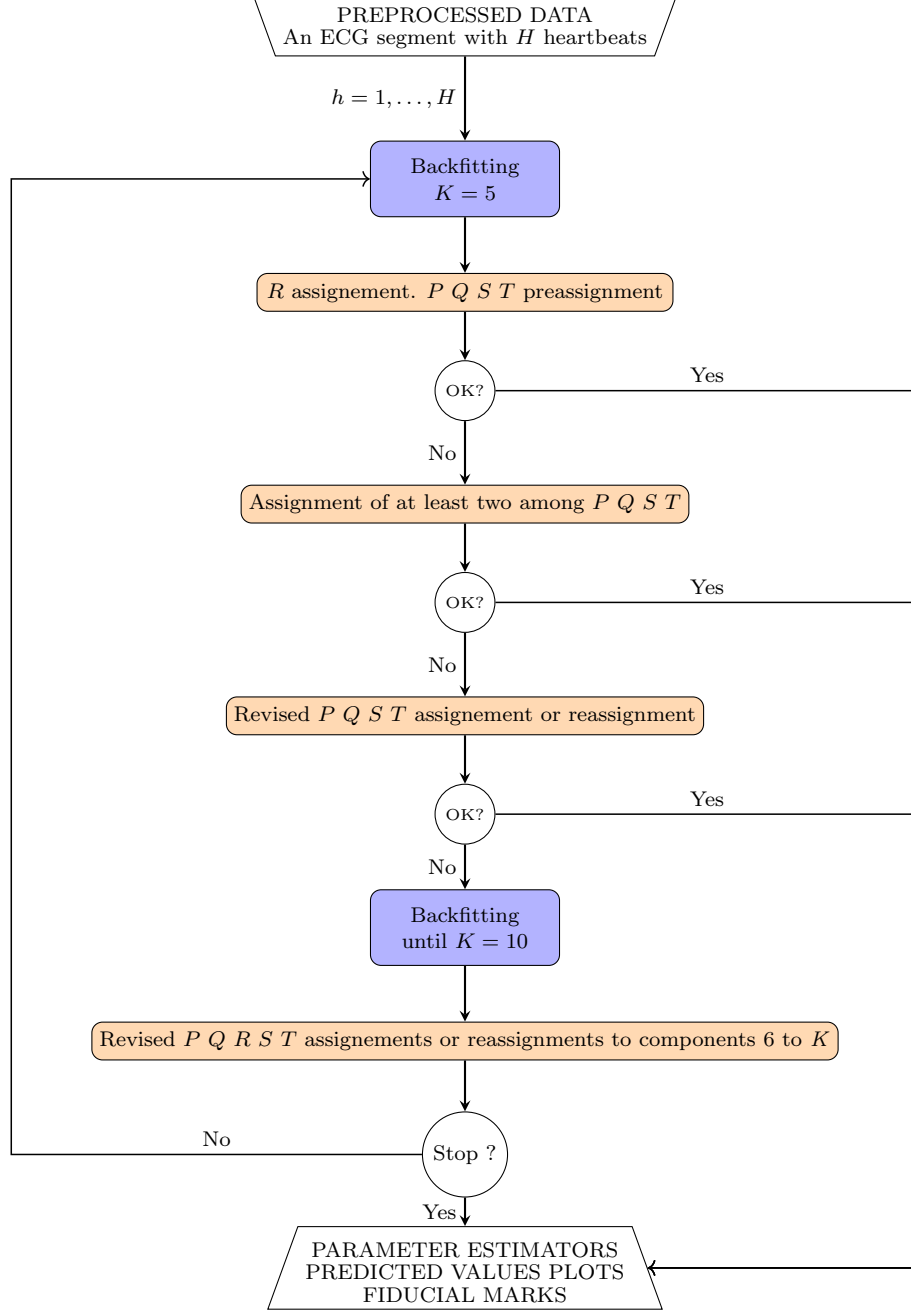 PREPROCESSED DATA
An ECG segment with H heartbeats
h = 1, . . . , H
Backfitting
K = 5
R assignement. P Q S T preassignment
OK?
Yes
No
Assignment of at least two among P Q S T
OK?
Yes
No
Revised P Q S T assignement or reassignment
OK?
Yes
No
Backfitting
until K = 10
Revised P Q R S T assignements or reassignments to components 6 to K
No
Stop ?
Yes
PARAMETER ESTIMATORS
PREDICTED VALUES PLOTS
FIDUCIAL MARKS